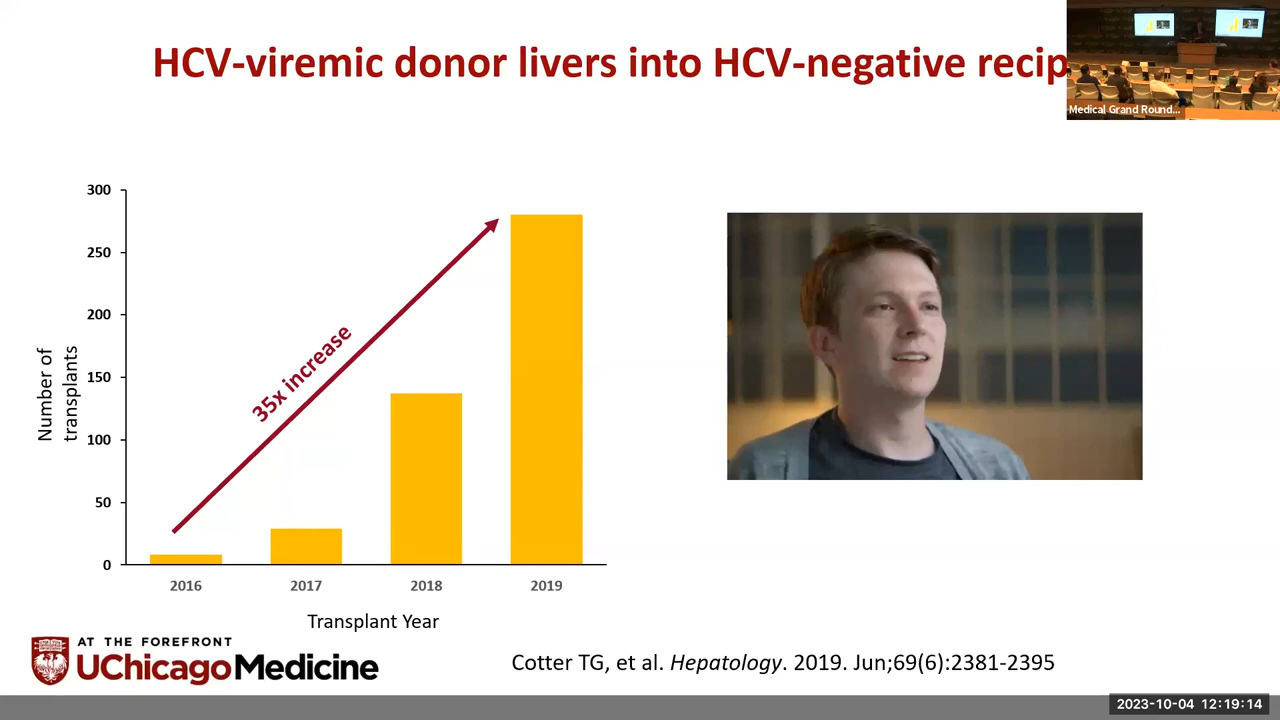 HCV-viremic donor livers into HCV-negative recip
Medical Grand Round...
300
250
200
150
100
50
0
Number of
transplants
35x increase
2016
2017
2018
2019
Transplant Year
AT THE FOREFRONT
UChicago Medicine
Cotter TG, et al. Hepatology. 2019. Jun;69(6):2381-2395
2023-10-04 12:19:14